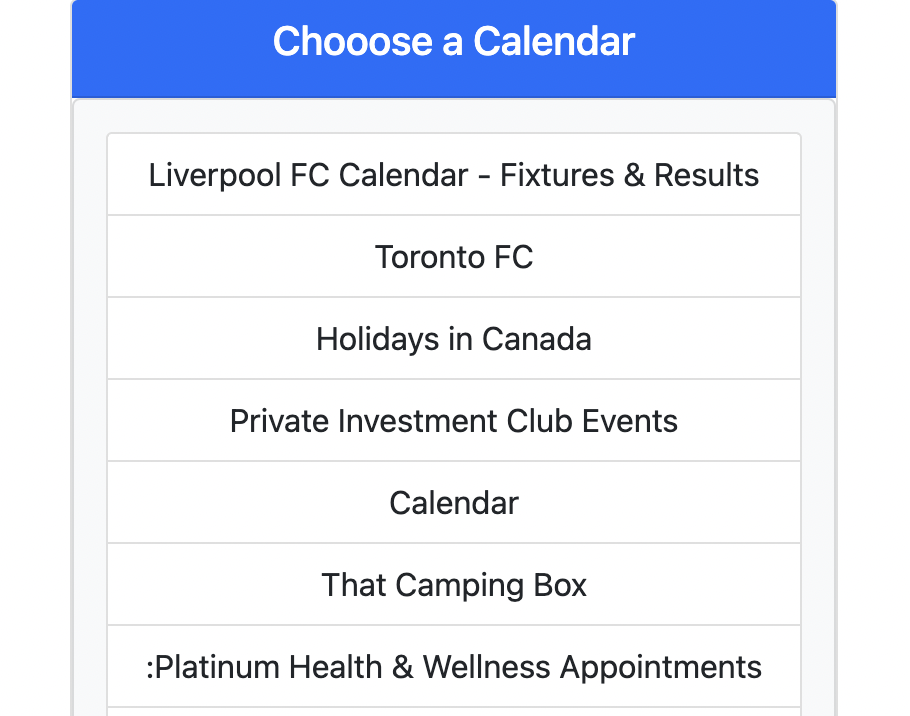 Chooose a Calendar
Liverpool FC Calendar - Fixtures & Results
Toronto FC
Holidays in Canada
Private Investment Club Events
Calendar
That Camping Box
:Platinum Health & Wellness Appointments